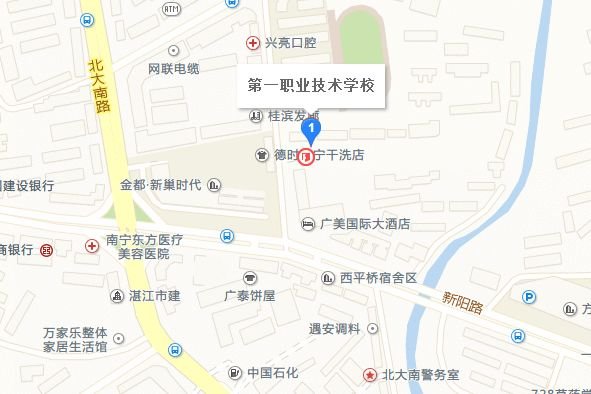 ATM
兴亮口腔
网联电缆
北大南路
第一职业技术学校
桂滨发廊
1
德时
宁干洗店
国建设银行
金都·新巢时代
广美国际大酒店
南宁东方医疗
美容医院
商银行
西平桥宿舍区
湛江市建
广泰饼屋
新阳路
P
万家乐整体
家居生活馆
遇安调料
方
一
中国石化
北大南警务室